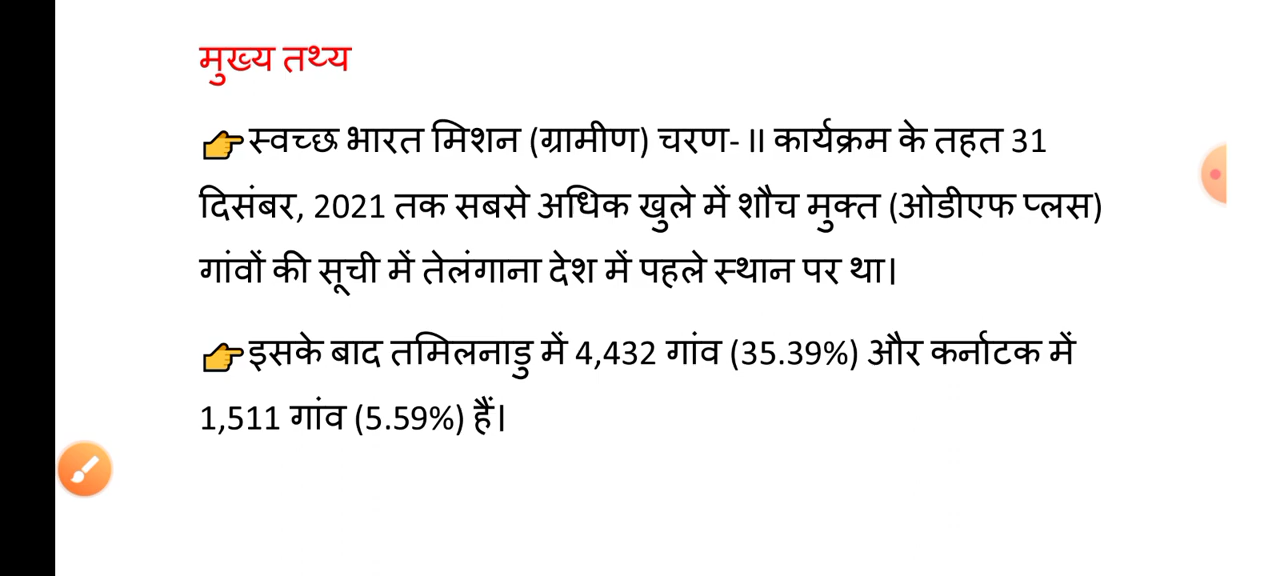 मुख्य तथ्य
👉स्वच्छ भारत मिशन (ग्रामीण) चरण- II कार्यक्रम के तहत 31
दिसंबर, 2021 तक सबसे अधिक खुले में शौच मुक्त (ओडीएफ प्लस)
गांवों की सूची में तेलंगाना देश में पहले स्थान पर था।
👉इसके बाद तमिलनाडु में 4,432 गांव (35.39%) और कर्नाटक में
1,511 गांव (5.59%) हैं।